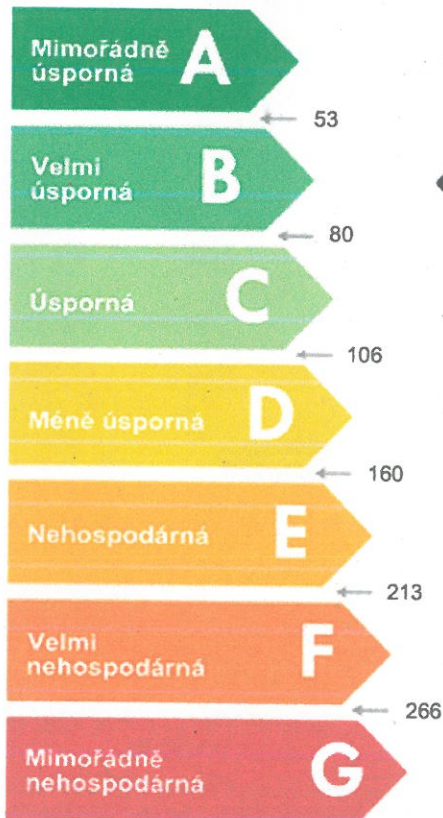 Mimořádně
úsporná
A
53
Velmi
úsporná
B
80
Úsporná
C
106
Méně úsporná
D
160
Nehospodárná
E
213
Velmi
nehospodárná
F
266
Mimořádně
nehospodárná
G